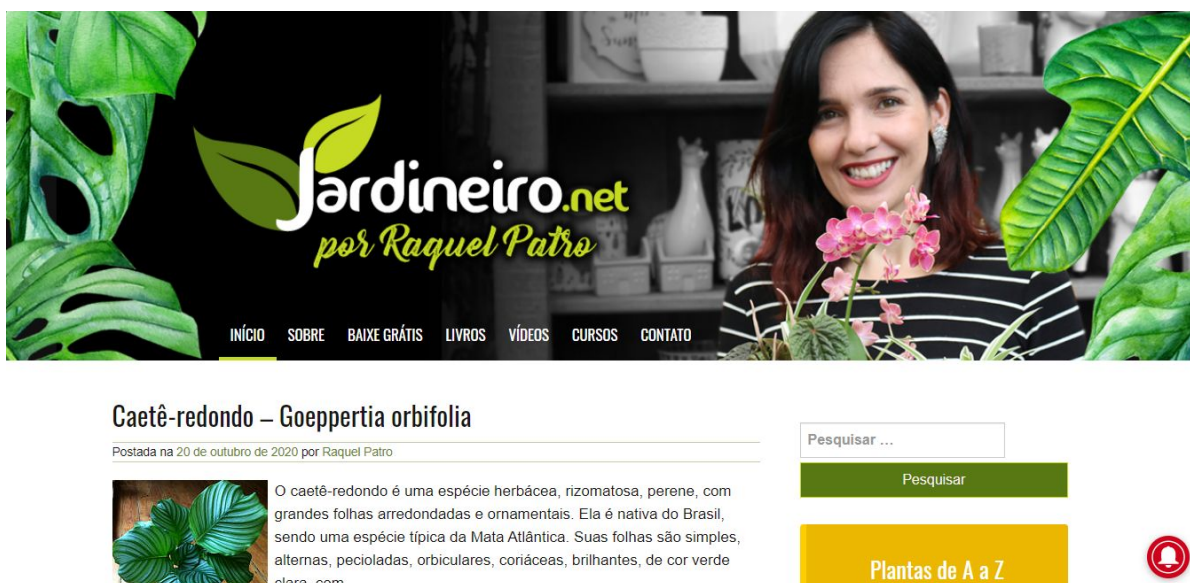 Jardineiro.net
por Raquel Patro
INÍCIO SOBRE BAIXE GRÁTIS LIVROS VÍDEOS CURSOS CONTATO
Caetê-redondo – Goeppertia orbifolia
Postada na 20 de outubro de 2020 por Raquel Patro
O caetê-redondo é uma espécie herbácea, rizomatosa, perene, com
grandes folhas arredondadas e ornamentais. Ela é nativa do Brasil,
sendo uma espécie típica da Mata Atlântica. Suas folhas são simples,
alternas, pecioladas, orbiculares, coriáceas, brilhantes, de cor verde
clara, com
Pesquisar ...
Pesquisar
Plantas de A a Z